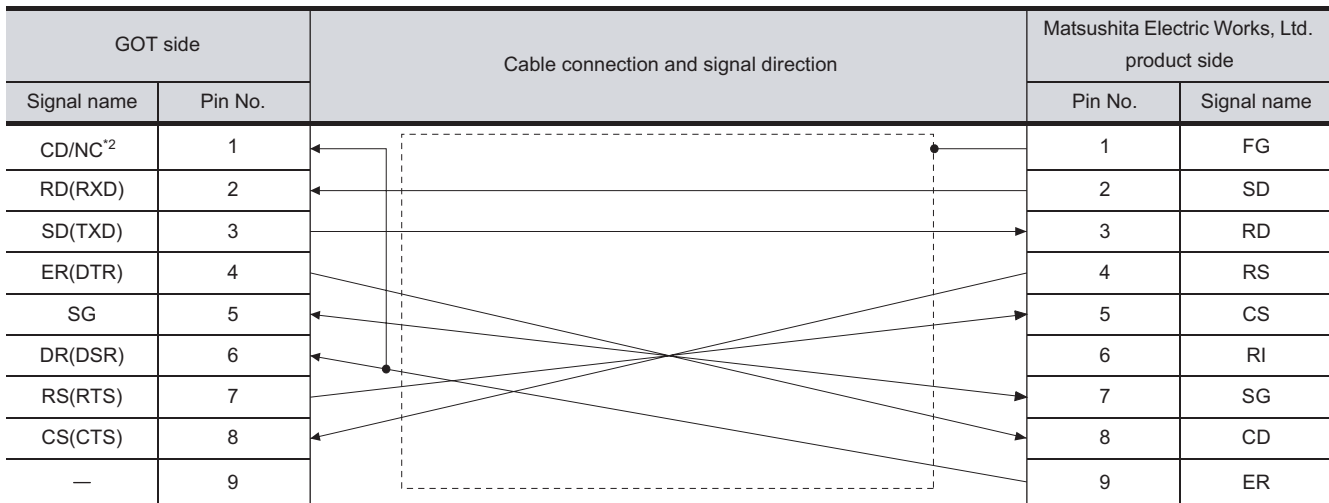 GOT side
Cable connection and signal direction
Matsushita Electric Works, Ltd.
product side
Signal name Pin No. Pin No. Signal name
CD/NC*2 1 1 FG
RD(RXD) 2 2 SD
SD(TXD) 3 3 RD
ER(DTR) 4 4 RS
SG 5 5 CS
DR(DSR) 6 6 RI
RS(RTS) 7 7 SG
CS(CTS) 8 8 CD
— 9 9 ER